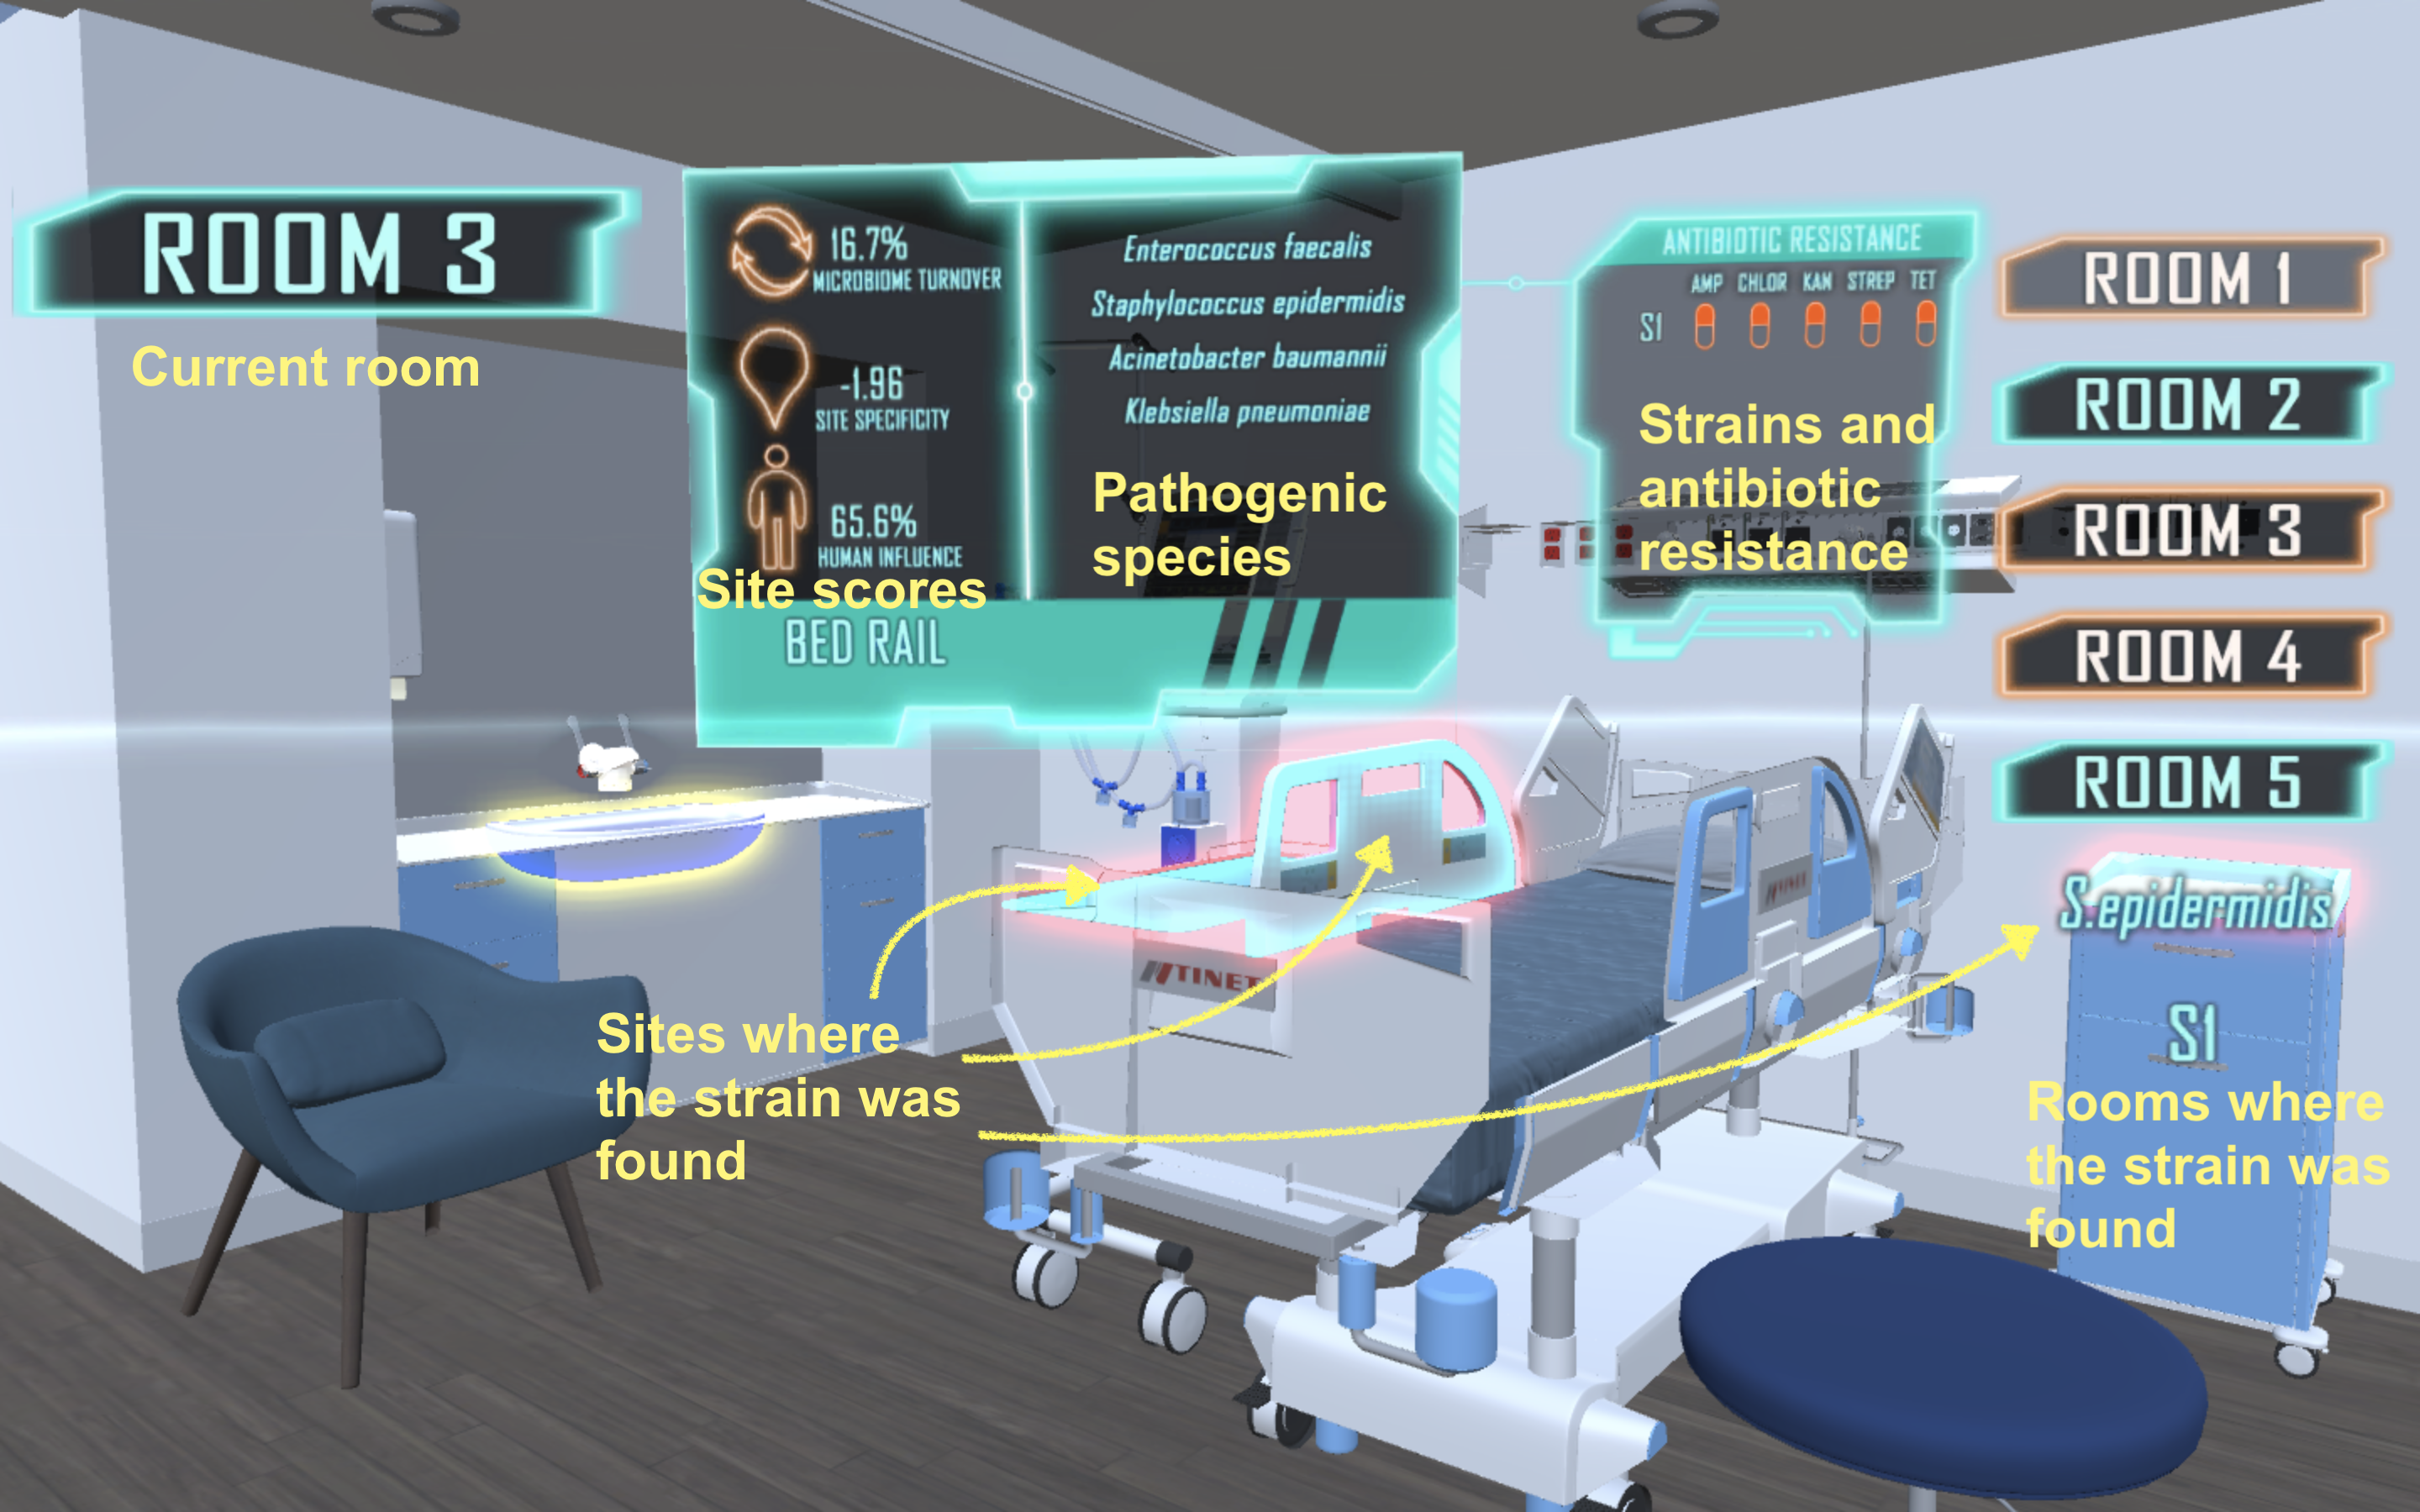 ROOM 3
Current room
16.7%
MICROBIOME TURNOVER
-1.96
SITE SPECIFICITY
65.6%
HUMAN INFLUENCE
Site scores
BED RAIL
Enterococcus faecalis
Staphylococcus epidermidis
Acinetobacter baumannii
Klebsiella pneumoniae
Pathogenic
species
ANTIBIOTIC RESISTANCE
AMP CHLOR KAN STREP TET
S1
Strains and
antibiotic
resistance
ROOM 1
ROOM 2
ROOM 3
ROOM 4
ROOM 5
S.epidermidis
S1
Rooms where
the strain was
found
Sites where
the strain was
found
TINET